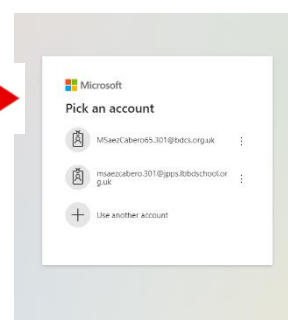 Microsoft
Pick an account
MSaezCabero65.301@bdcs.org.uk
msaezcabero.301@jpps.lbbdschool.or
g.uk
Use another account